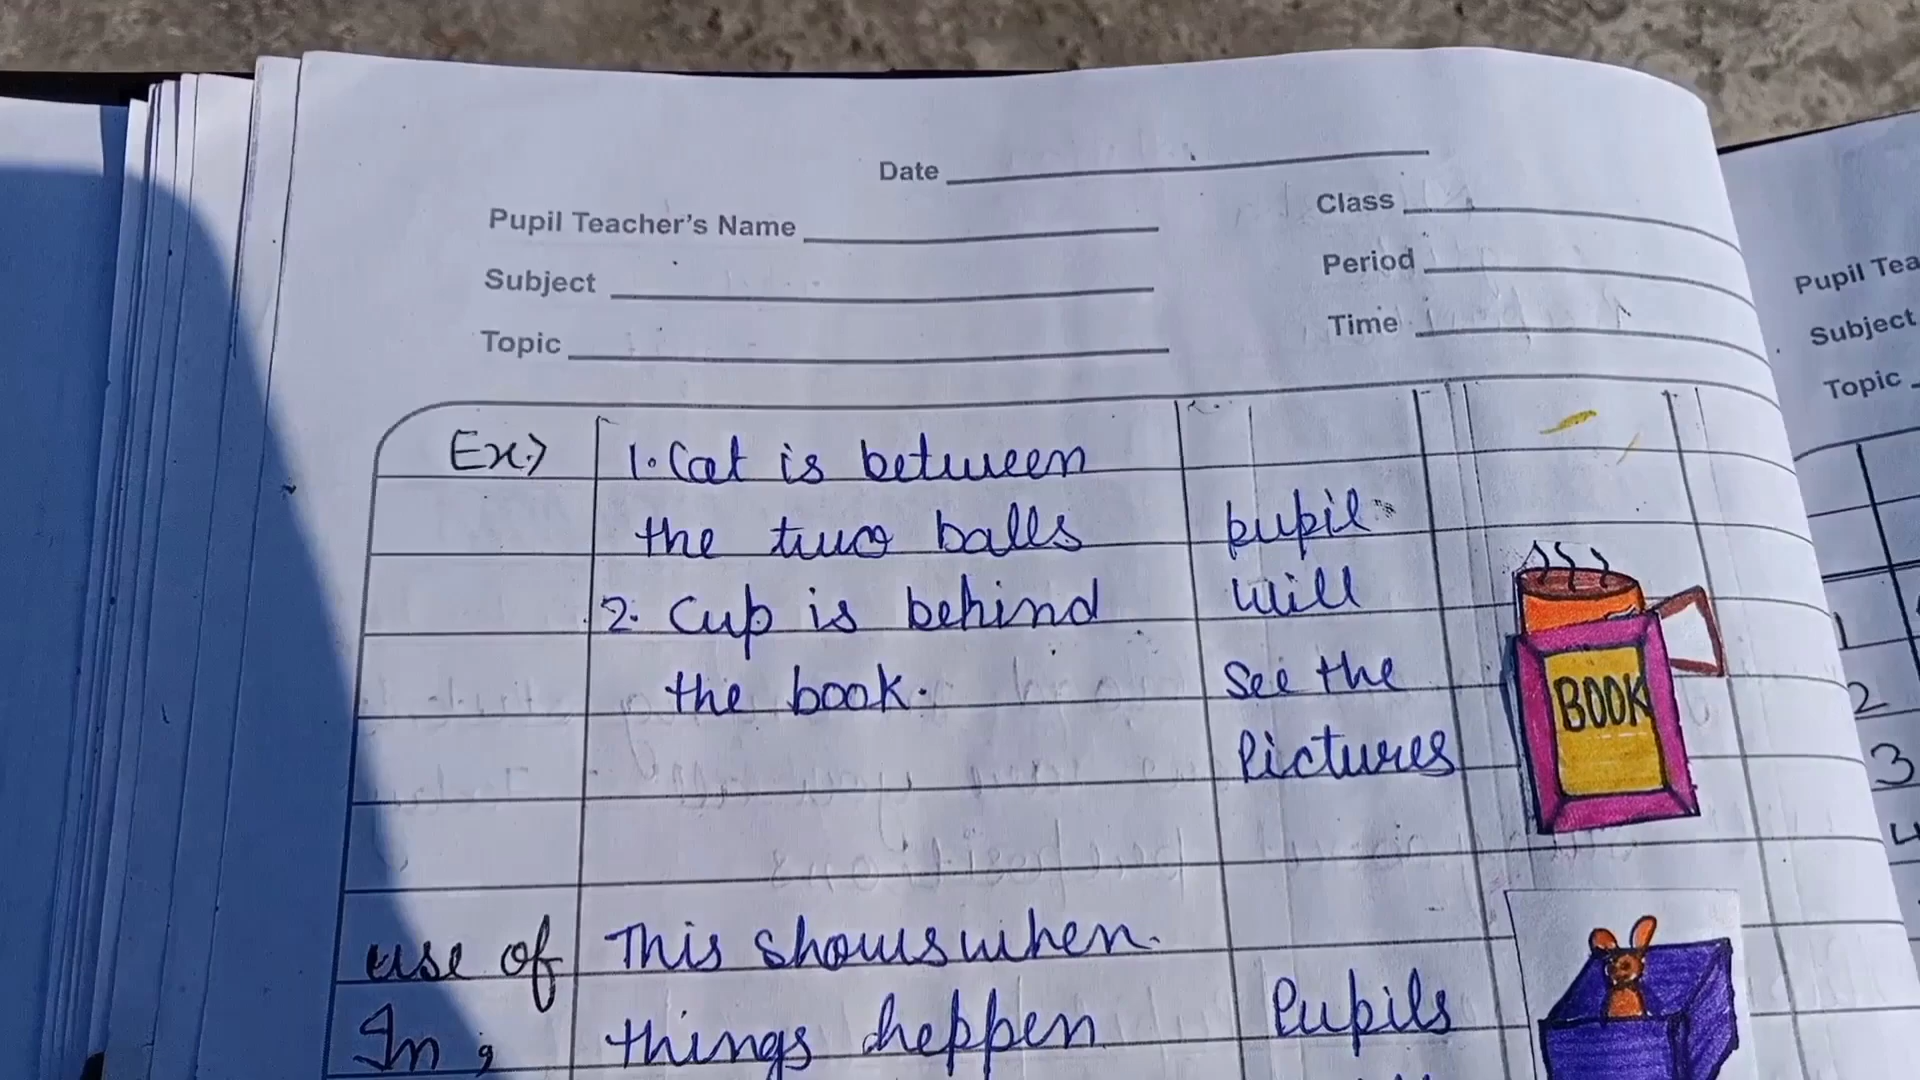 Date
Pupil Teacher's Name
Class
Subject
Period
Topic
Time
Ex:> 1. Cat is between
the two balls pupil
2. Cup is behind will
the book. See the
Pictures
BOOK
use of This shows when.
In ; things heppen Pupils
Pupil Tea
Subject
Topic
1
2
3
4